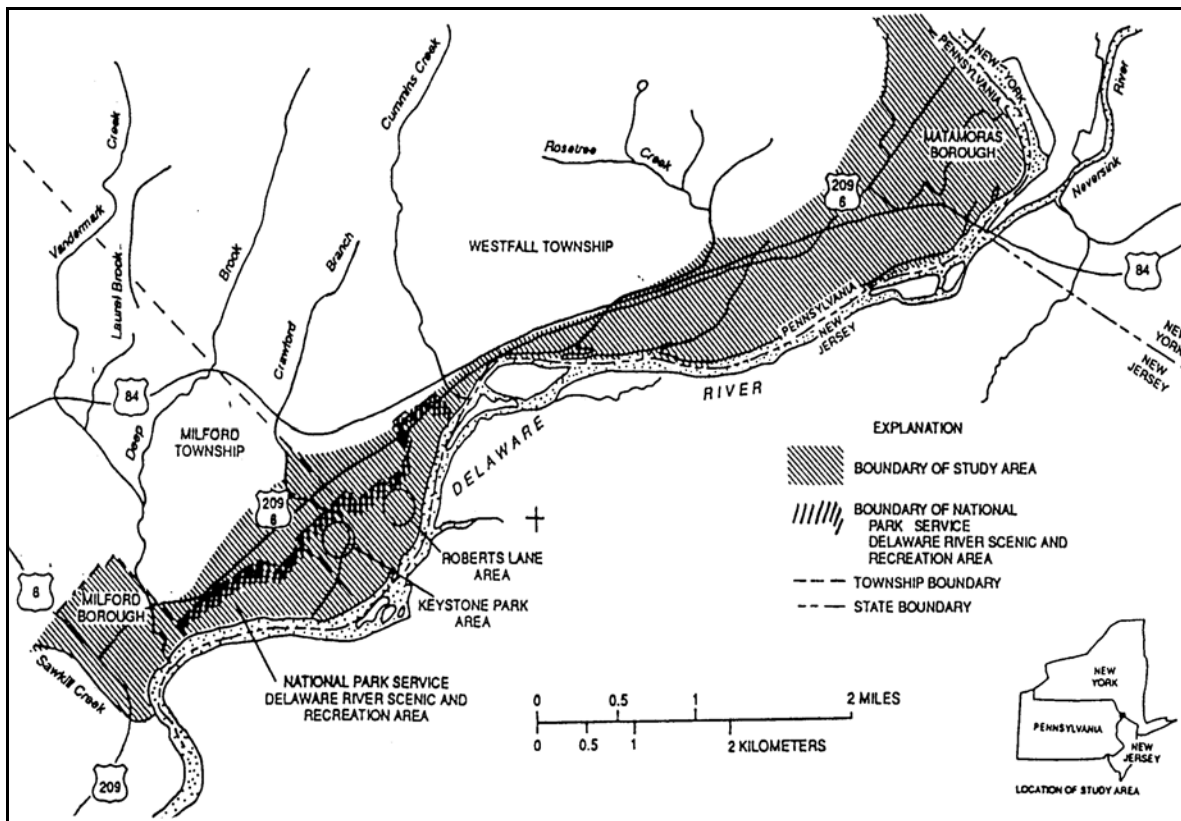 NEW YORK
PENNSYLVANIA
MATAMORAS
BOROUGH
River
Neversink
Cummins Creek
Creek
Vandermark
Laurel Brook
Brook
Deep
Branch
Crawford
Rosetree
Creek
209
6
WESTFALL TOWNSHIP
84
NEW
YORK
NEW
JERSEY
PENNSYLVANIA
NEW JERSEY
RIVER
DELAWARE
84
MILFORD
TOWNSHIP
209
6
EXPLANATION
BOUNDARY OF STUDY AREA
BOUNDARY OF NATIONAL
PARK SERVICE
DELAWARE RIVER SCENIC AND
RECREATION AREA
TOWNSHIP BOUNDARY
STATE BOUNDARY
ROBERTS LANE
AREA
KEYSTONE PARK
AREA
6
MILFORD
BOROUGH
Sawkill Creek
NATIONAL PARK SERVICE
DELAWARE RIVER SCENIC AND
RECREATION AREA
209
0 0.5 1 2 MILES
0 0.5 1 2 KILOMETERS
NEW
YORK
PENNSYLVANIA
NEW
JERSEY
LOCATION OF STUDY AREA